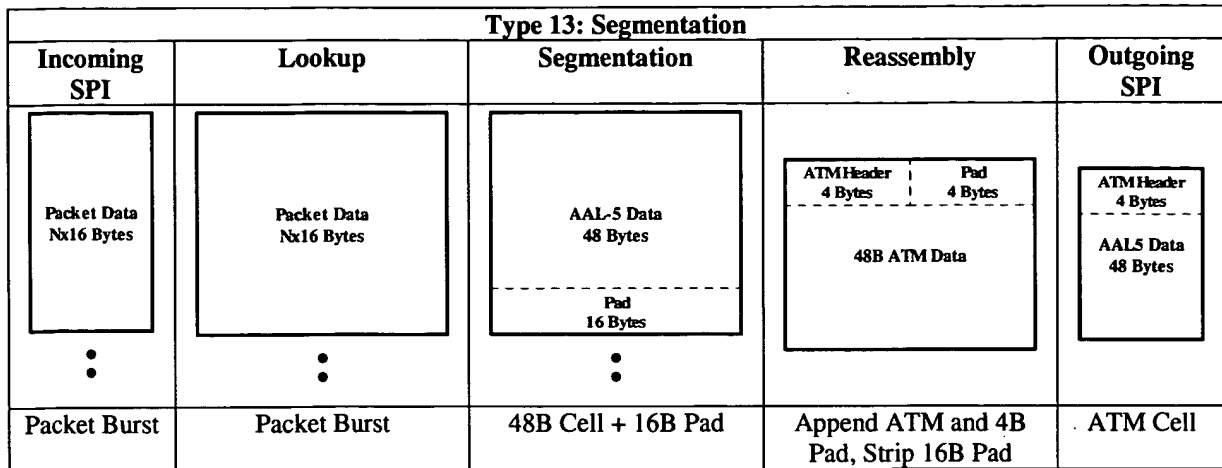 Type 13: Segmentation
Incoming
SPI
Lookup
Segmentation
Reassembly
Outgoing
SPI
Packet Data
Nx16 Bytes
Packet Data
Nx16 Bytes
AAL-5 Data
48 Bytes
Pad
16 Bytes
ATM Header
4 Bytes
Pad
4 Bytes
48B ATM Data
ATM Header
4 Bytes
AAL5 Data
48 Bytes
Packet Burst
Packet Burst
48B Cell + 16B Pad
Append ATM and 4B
Pad, Strip 16B Pad
ATM Cell